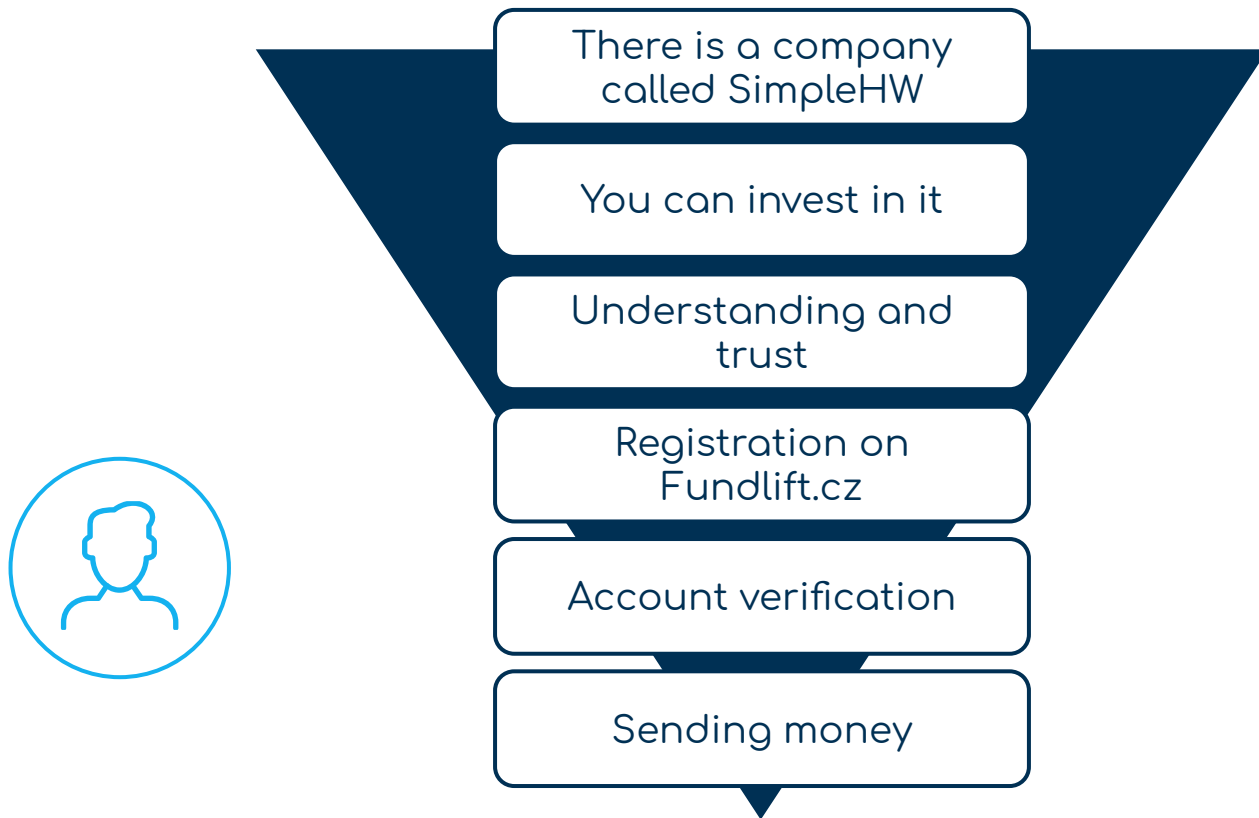 There is a company
called SimpleHW
You can invest in it
Understanding and
trust
Registration on
Fundlift.cz
Account verification
Sending money